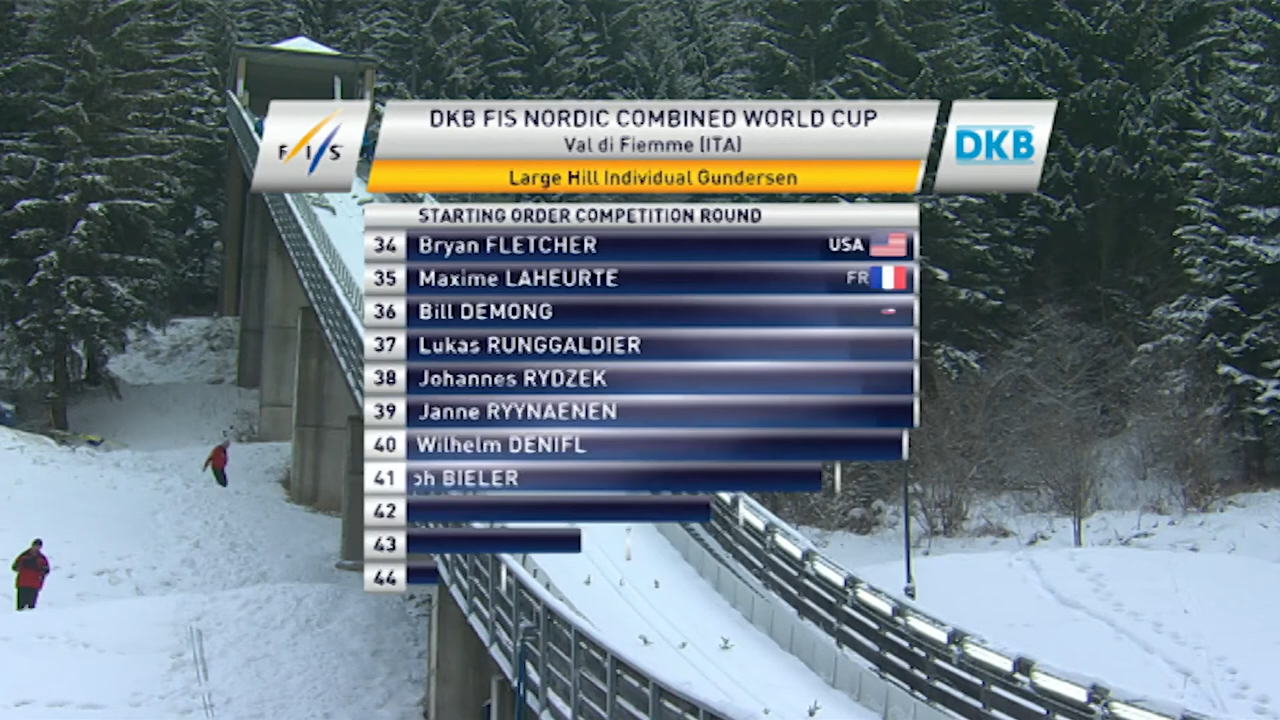 FIS
DKB FIS NORDIC COMBINED WORLD CUP
Val di Fiemme (ITA)
DKB
Large Hill Individual Gundersen
STARTING ORDER COMPETITION ROUND
34 Bryan FLETCHER USA
35 Maxime LAHEURTE FR
36 Bill DEMONG
37 Lukas RUNGGALDIER
38 Johannes RYDZEK
39 Janne RYYNAENEN
40 Wilhelm DENIFL
41 ph BIELER
42
43
44